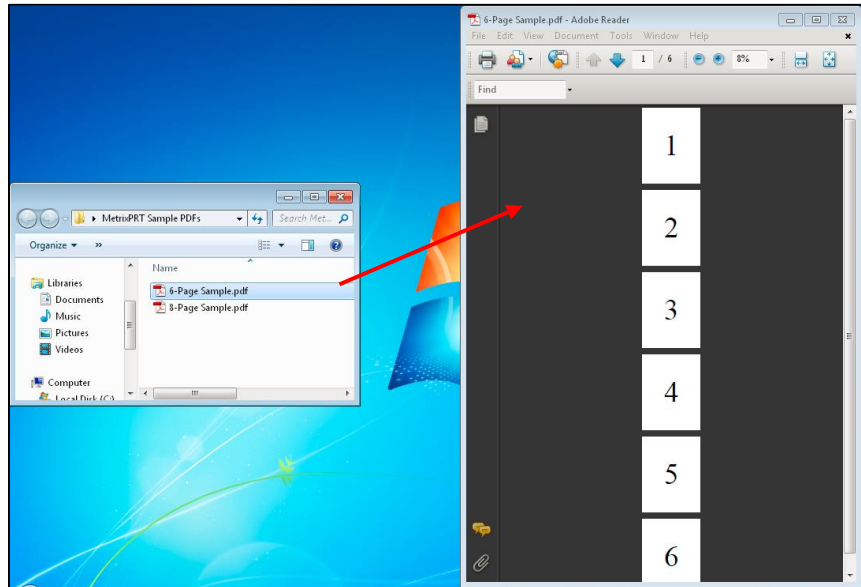 6-Page Sample.pdf - Adobe Reader
File Edit View Document Tools Window Help
1 / 6 8%
Find
1
2
3
4
5
6
MetrixPRT Sample PDFs
Search Met...
Organize »
Name
Libraries
Documents
Music
Pictures
Videos
Computer
Local Disk (C:)
6-Page Sample.pdf
8-Page Sample.pdf